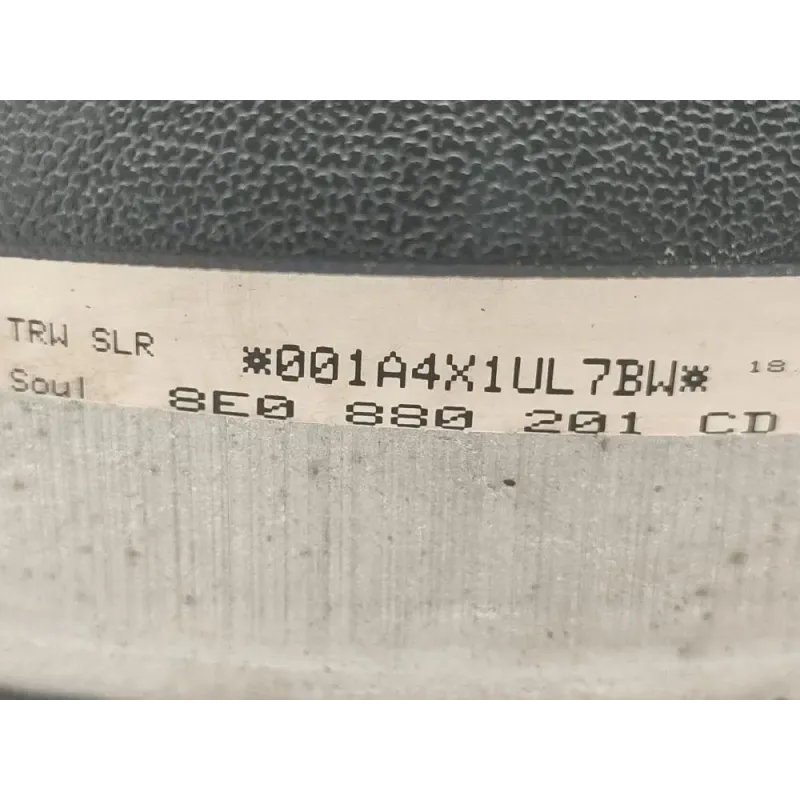 TRW SLR *001A4X1UL7BW* 18.
Soul 8E0 880 201 CD